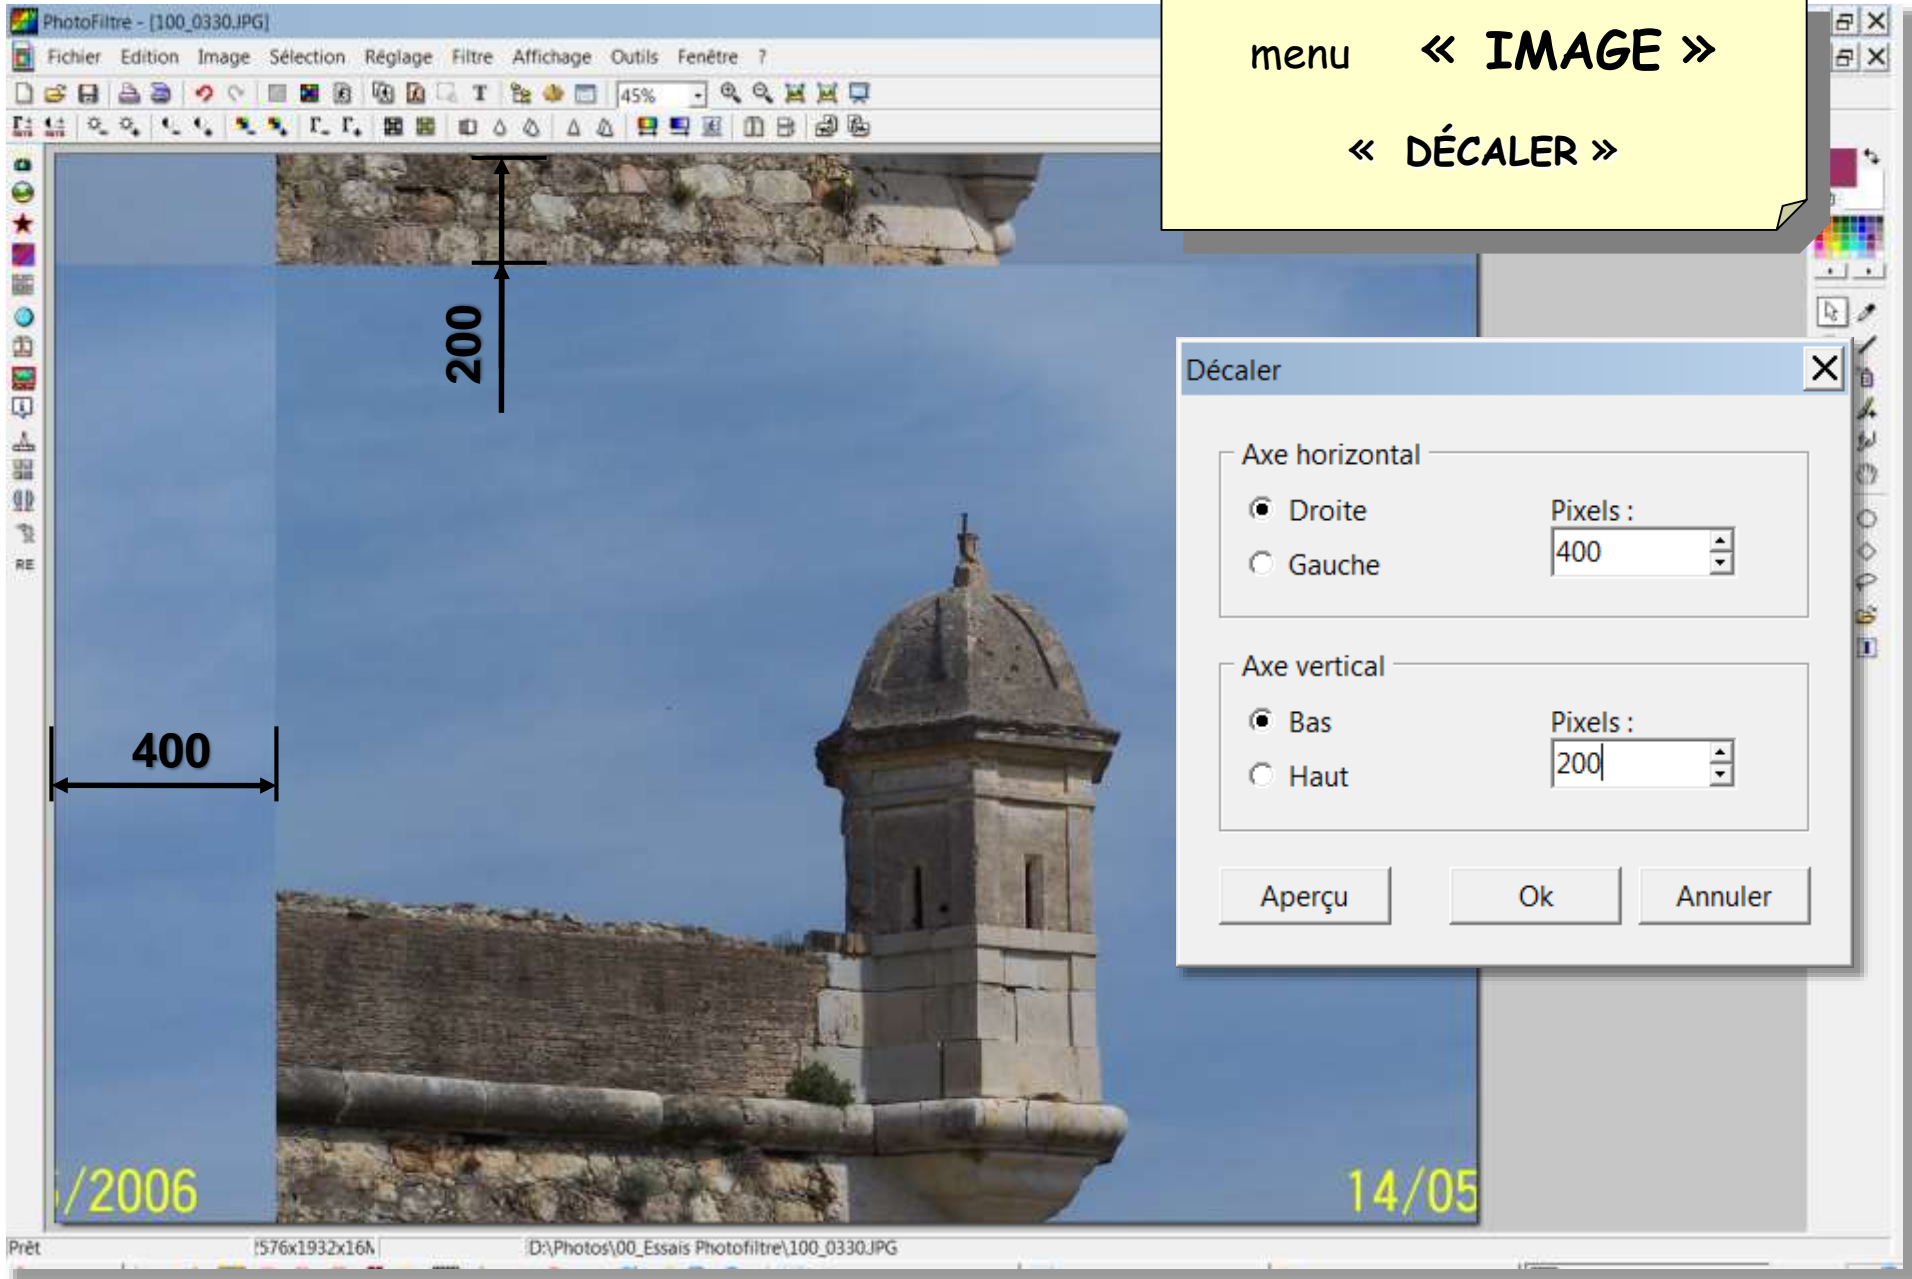 PhotoFiltre - [100_0330.JPG]
menu « IMAGE »
« DÉCALER »
Fichier Edition Image Sélection Réglage Filtre Affichage Outils Fenêtre ?
45%
200
400
Décaler
Axe horizontal
Droite
Pixels :
400
Gauche
Axe vertical
Bas
Pixels :
200
Haut
Aperçu Ok Annuler
RE
/2006
14/05
Prêt
576x1932x16
D:\Photos\00_Essais Photofiltre\100_0330.JPG